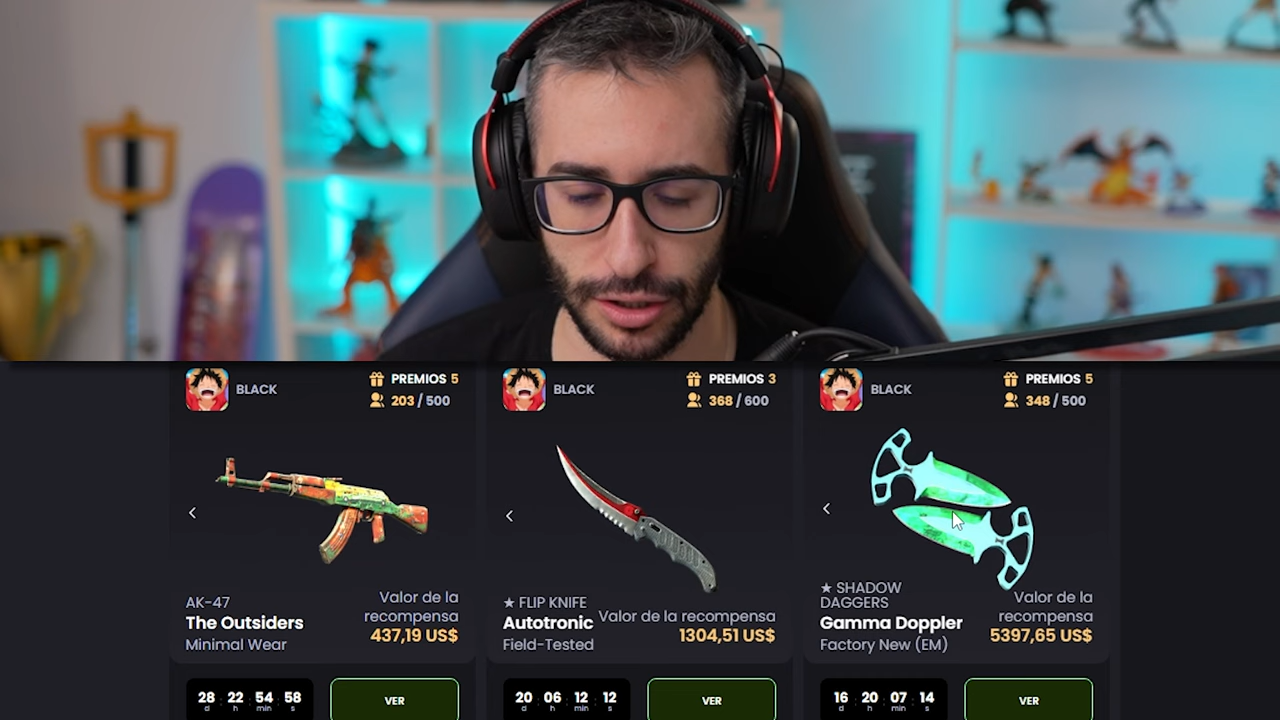 BLACK
PREMIOS 5
203 / 500
AK-47
The Outsiders
Minimal Wear
Valor de la
recompensa
437,19 US$
28 22 54 58
d h min s
VER
BLACK
PREMIOS 3
368 / 600
★ FLIP KNIFE
Autotronic
Field-Tested
Valor de la recompensa
1304,51 US$
20 06 12 12
d h min s
VER
BLACK
PREMIOS 5
348 / 500
★ SHADOW
DAGGERS
Gamma Doppler
Factory New (EM)
Valor de la
recompensa
5397,65 US$
16 20 07 14
d h min s
VER